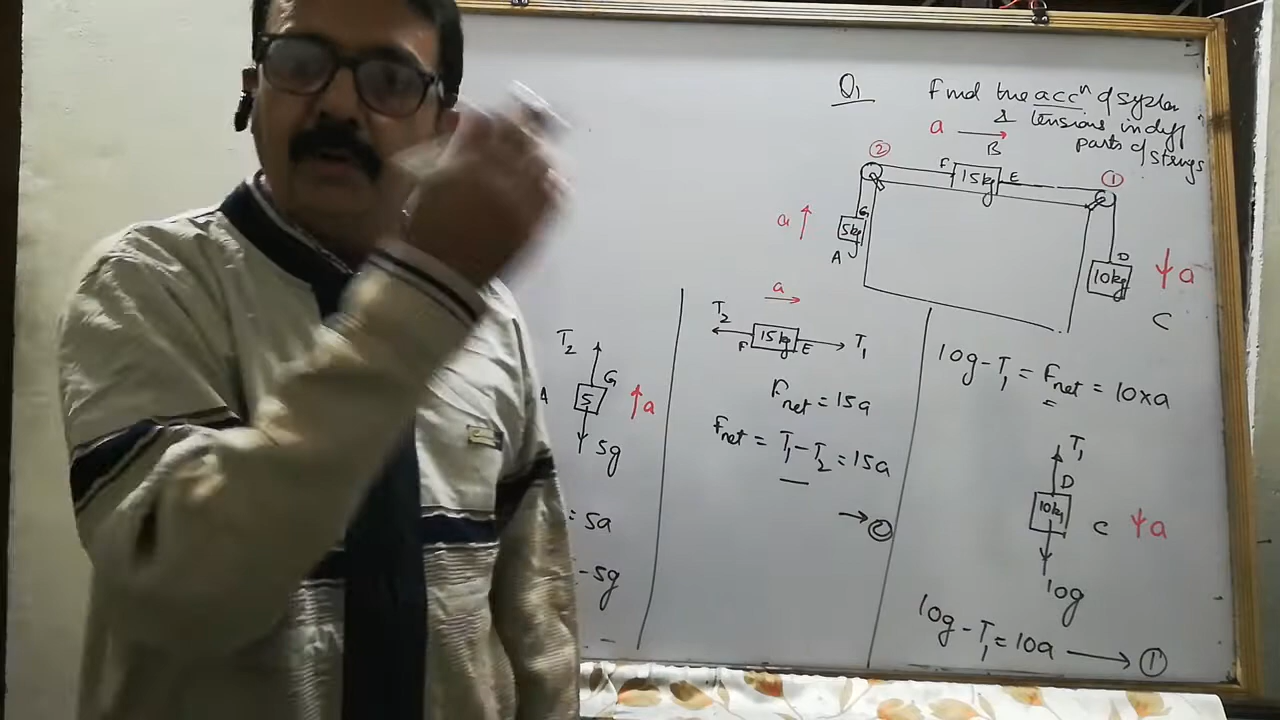 Q1 Find the accⁿ of system
& tensions in diff
parts of strings
a
B
② F 15kg E ①
a G
5kg
A
D
10kg a
C
a
T₂ 15kg T₁
F E
Fnet = 15a
Fnet = T₁-T₂ = 15a
→ ②
T₂
G
A 5 a
5g
= 5a
-5g
10g-T₁ = Fnet = 10xa
T₁
D
10kg C a
10g
10g-T₁ = 10a → ①